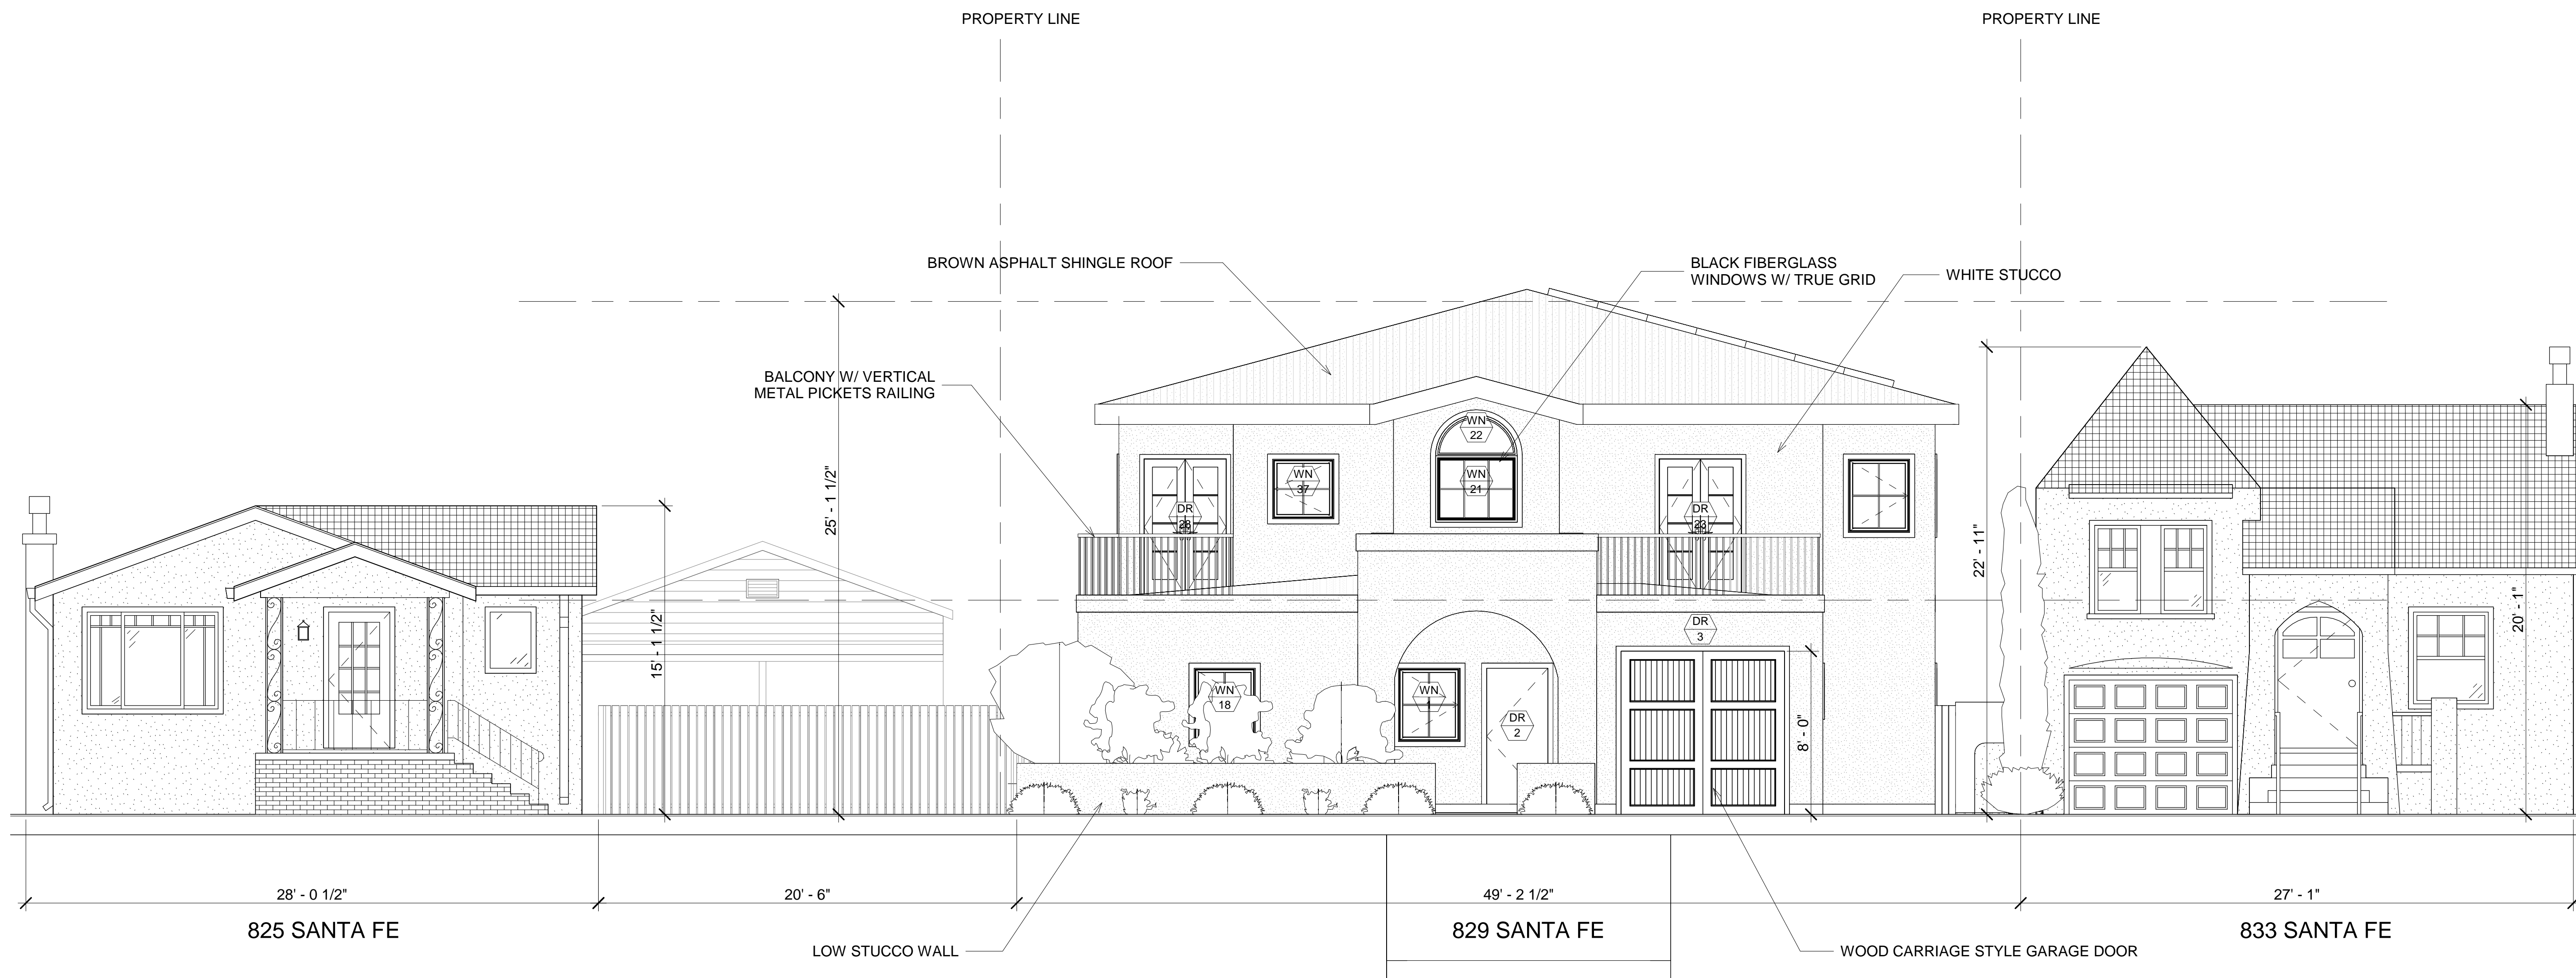 PROPERTY LINE
PROPERTY LINE
BROWN ASPHALT SHINGLE ROOF
BLACK FIBERGLASS
WINDOWS W/ TRUE GRID
WHITE STUCCO
BALCONY W/ VERTICAL
METAL PICKETS RAILING
WN
22
WN
37
WN
21
DR
28
DR
23
25' - 1 1/2"
22' - 11"
15' - 1 1/2"
20' - 1"
DR
3
WN
18
WN
DR
2
8' - 0"
28' - 0 1/2"
20' - 6"
49' - 2 1/2"
27' - 1"
825 SANTA FE
829 SANTA FE
833 SANTA FE
LOW STUCCO WALL
WOOD CARRIAGE STYLE GARAGE DOOR